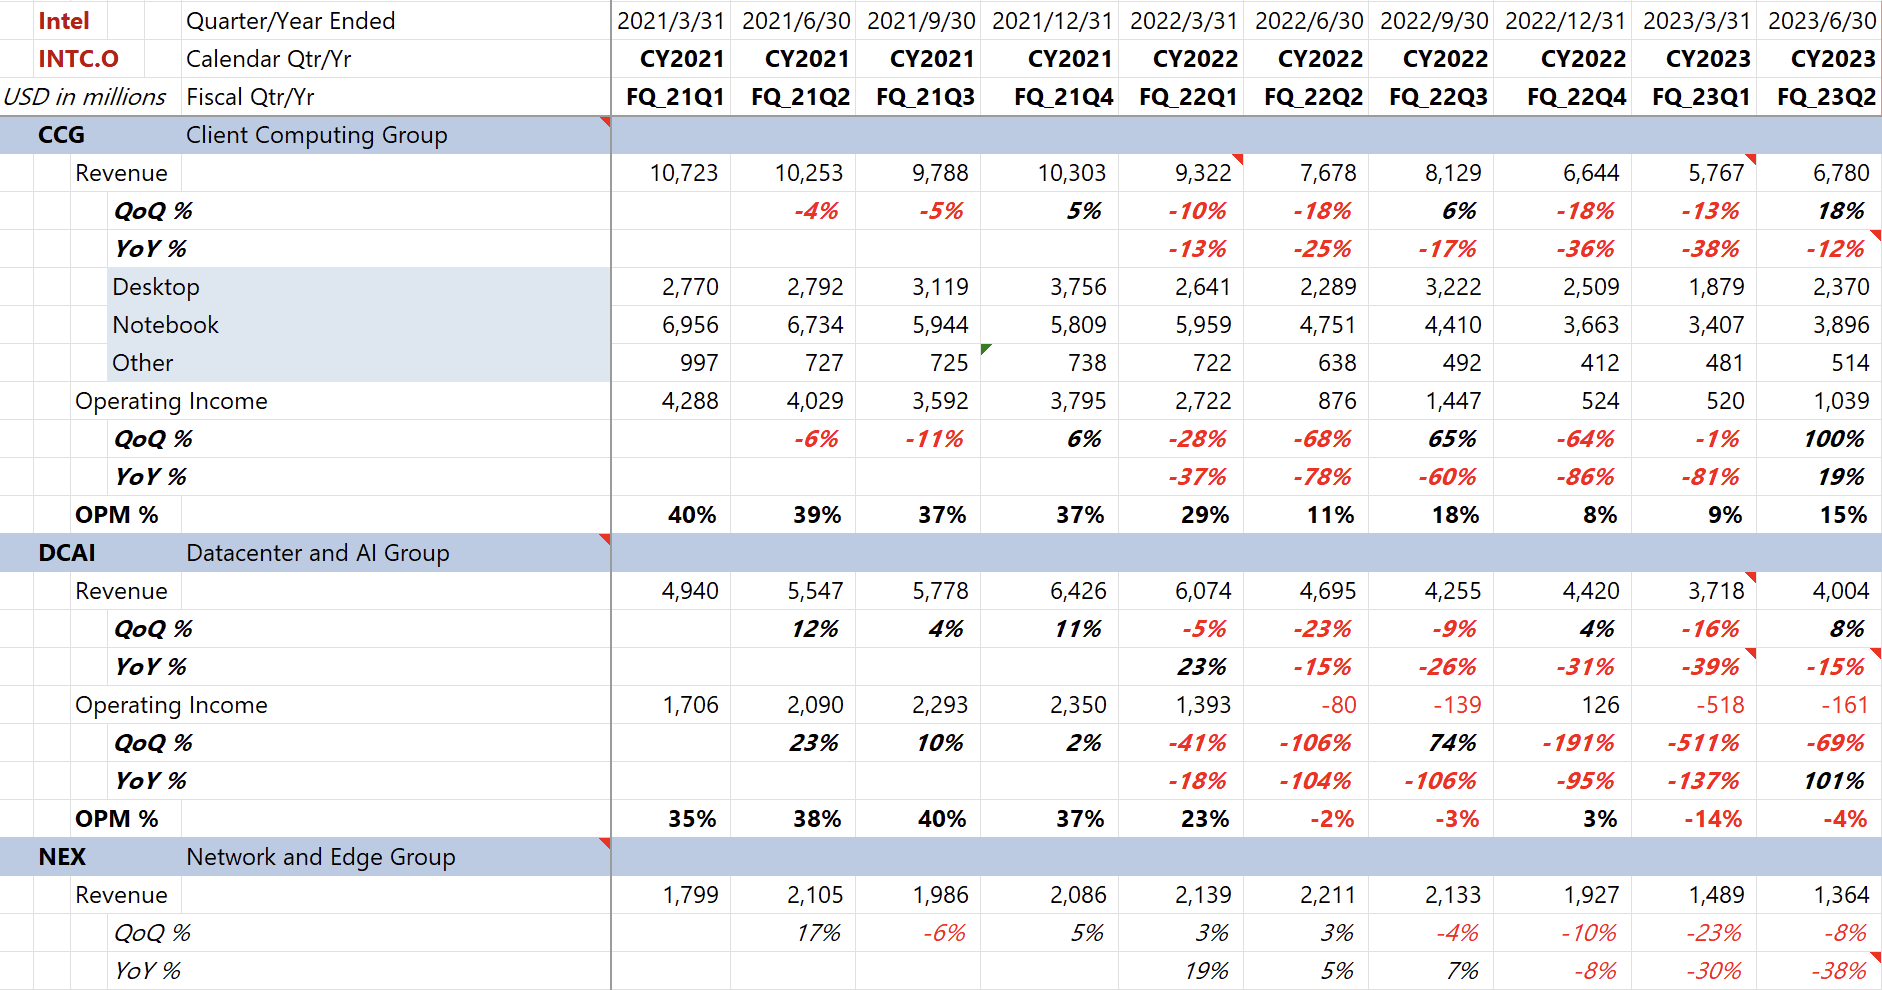 Intel Quarter/Year Ended 2021/3/31 2021/6/30 2021/9/30 2021/12/31 2022/3/31 2022/6/30 2022/9/30 2022/12/31 2023/3/31 2023/6/30
INTC.O Calendar Qtr/Yr CY2021 CY2021 CY2021 CY2021 CY2022 CY2022 CY2022 CY2022 CY2023 CY2023
USD in millions Fiscal Qtr/Yr FQ_21Q1 FQ_21Q2 FQ_21Q3 FQ_21Q4 FQ_22Q1 FQ_22Q2 FQ_22Q3 FQ_22Q4 FQ_23Q1 FQ_23Q2
CCG Client Computing Group
Revenue 10,723 10,253 9,788 10,303 9,322 7,678 8,129 6,644 5,767 6,780
QoQ % -4% -5% 5% -10% -18% 6% -18% -13% 18%
YoY % -13% -25% -17% -36% -38% -12%
Desktop 2,770 2,792 3,119 3,756 2,641 2,289 3,222 2,509 1,879 2,370
Notebook 6,956 6,734 5,944 5,809 5,959 4,751 4,410 3,663 3,407 3,896
Other 997 727 725 738 722 638 492 412 481 514
Operating Income 4,288 4,029 3,592 3,795 2,722 876 1,447 524 520 1,039
QoQ % -6% -11% 6% -28% -68% 65% -64% -1% 100%
YoY % -37% -78% -60% -86% -81% 19%
OPM % 40% 39% 37% 37% 29% 11% 18% 8% 9% 15%
DCAI Datacenter and AI Group
Revenue 4,940 5,547 5,778 6,426 6,074 4,695 4,255 4,420 3,718 4,004
QoQ % 12% 4% 11% -5% -23% -9% 4% -16% 8%
YoY % 23% -15% -26% -31% -39% -15%
Operating Income 1,706 2,090 2,293 2,350 1,393 -80 -139 126 -518 -161
QoQ % 23% 10% 2% -41% -106% 74% -191% -511% -69%
YoY % -18% -104% -106% -95% -137% 101%
OPM % 35% 38% 40% 37% 23% -2% -3% 3% -14% -4%
NEX Network and Edge Group
Revenue 1,799 2,105 1,986 2,086 2,139 2,211 2,133 1,927 1,489 1,364
QoQ % 17% -6% 5% 3% 3% -4% -10% -23% -8%
YoY % 19% 5% 7% -8% -30% -38%